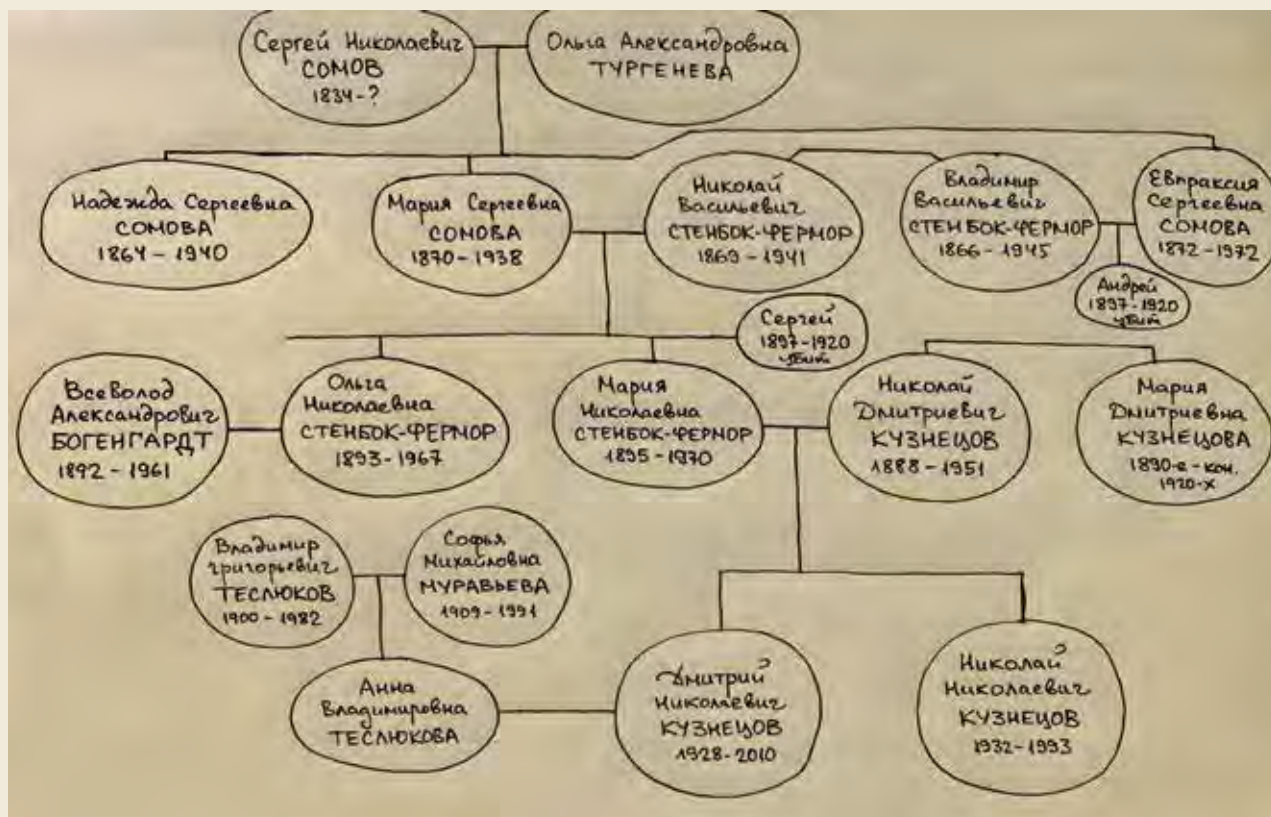 Сергей Николаевич
СОМОВ
1834-?
Ольга Александровна
ТУРГЕНЕВА
Надежда Сергеевна
СОМОВА
1864 - 1940
Мария Сергеевна
СОМОВА
1870-1938
Николай
Васильевич
СТЕНБОК-ФЕРМОР
1869 - 1941
Владимир
Васильевич
СТЕНБОК-ФЕРМОР
1866 - 1945
Евпраксия
Сергеевна
СОМОВА
1872-1972
Андрей
1897-1920
убит
Сергей
1897-1920
убит
Всеволод
Александрович
БОГЕНГАРДТ
1892 - 1961
Ольга
Николаевна
СТЕНБОК-ФЕРМОР
1893-1967
Мария
Николаевна
СТЕНБОК-ФЕРМОР
1895-1970
Николай
Дмитриевич
КУЗНЕЦОВ
1888-1951
Мария
Дмитриевна
КУЗНЕЦОВА
1890-е - кон.
1920-х
Владимир
Григорьевич
ТЕСЛЮКОВ
1900-1982
Софья
Михайловна
МУРАВЬЕВА
1909-1991
Анна
Владимировна
ТЕСЛЮКОВА
Дмитрий
Николаевич
КУЗНЕЦОВ
1928-2010
Николай
Николаевич
КУЗНЕЦОВ
1932-1993